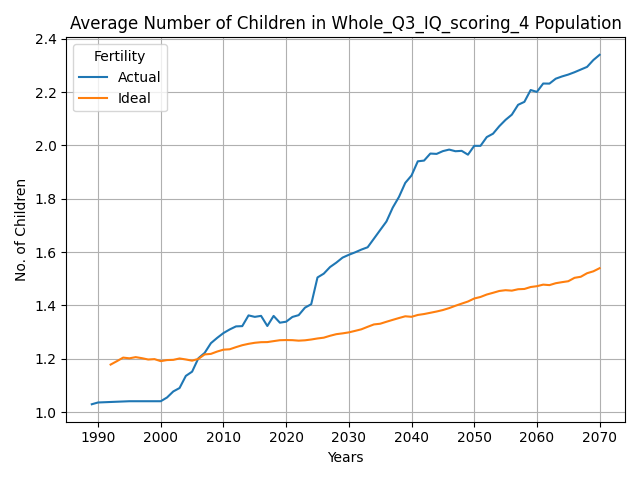 Average Number of Children in Whole_Q3_IQ_scoring_4 Population
Fertility
Actual
Ideal
2.4
2.2
2.0
1.8
1.6
1.4
1.2
1.0
No. of Children
1990 2000 2010 2020 2030 2040 2050 2060 2070
Years